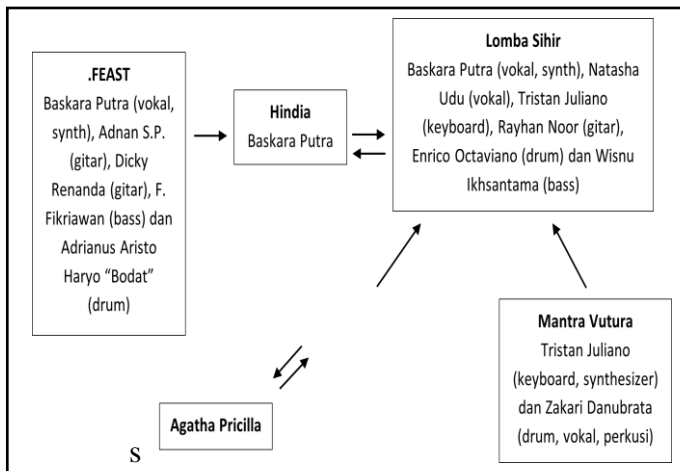 .FEAST
Baskara Putra (vokal,
synth), Adnan S.P.
(gitar), Dicky
Renanda (gitar), F.
Fikriawan (bass) dan
Adrianus Aristo
Haryo “Bodat”
(drum)
Hindia
Baskara Putra
Lomba Sihir
Baskara Putra (vokal, synth), Natasha
Udu (vokal), Tristan Juliano
(keyboard), Rayhan Noor (gitar),
Enrico Octaviano (drum) dan Wisnu
Ikhsantama (bass)
Agatha Pricilla
S
Mantra Vutura
Tristan Juliano
(keyboard, synthesizer)
dan Zakari Danubrata
(drum, vokal, perkusi)